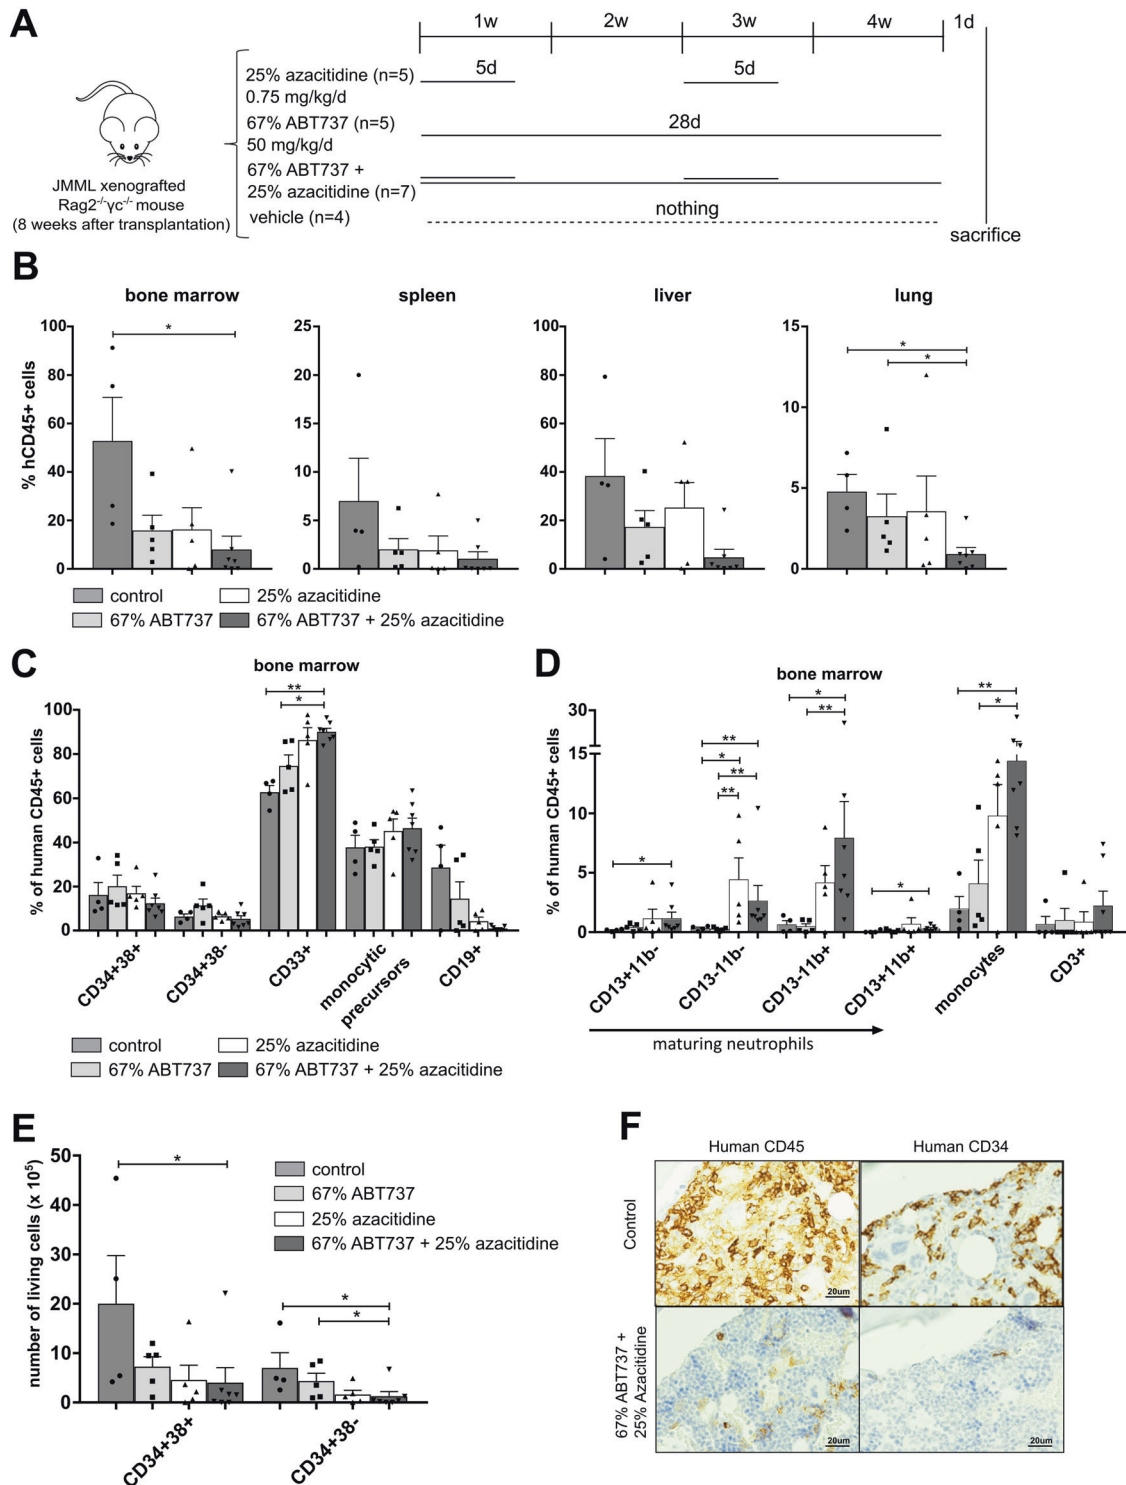 A
1w 2w 3w 4w 1d
25% azacitidine (n=5)
0.75 mg/kg/d
5d 5d
67% ABT737 (n=5)
50 mg/kg/d
28d
67% ABT737 +
25% azacitidine (n=7)
vehicle (n=4)
nothing
sacrifice
JMML xenografted
Rag2-/-γc-/- mouse
(8 weeks after transplantation)
B
bone marrow
% hCD45+ cells
100
80
60
40
20
0
*
spleen
25
20
15
10
5
0
liver
100
80
60
40
20
0
lung
15
10
5
0
*
*
control
25% azacitidine
67% ABT737
67% ABT737 + 25% azacitidine
C
bone marrow
% of human CD45+ cells
100
80
60
40
20
0
**
*
CD34+38+
CD34+38-
CD33+
monocytic
precursors
CD19+
control
25% azacitidine
67% ABT737
67% ABT737 + 25% azacitidine
D
bone marrow
% of human CD45+ cells
30
15
10
5
0
*
**
*
**
**
*
**
*
**
*
CD13+11b-
CD13-11b-
CD13-11b+
CD13+11b+
monocytes
CD3+
maturing neutrophils
E
number of living cells (x 10⁵)
50
40
30
20
10
0
*
*
*
control
67% ABT737
25% azacitidine
67% ABT737 + 25% azacitidine
CD34+38+
CD34+38-
F
Human CD45
Human CD34
Control
20um
20um
67% ABT737 +
25% Azacitidine
20um
20um